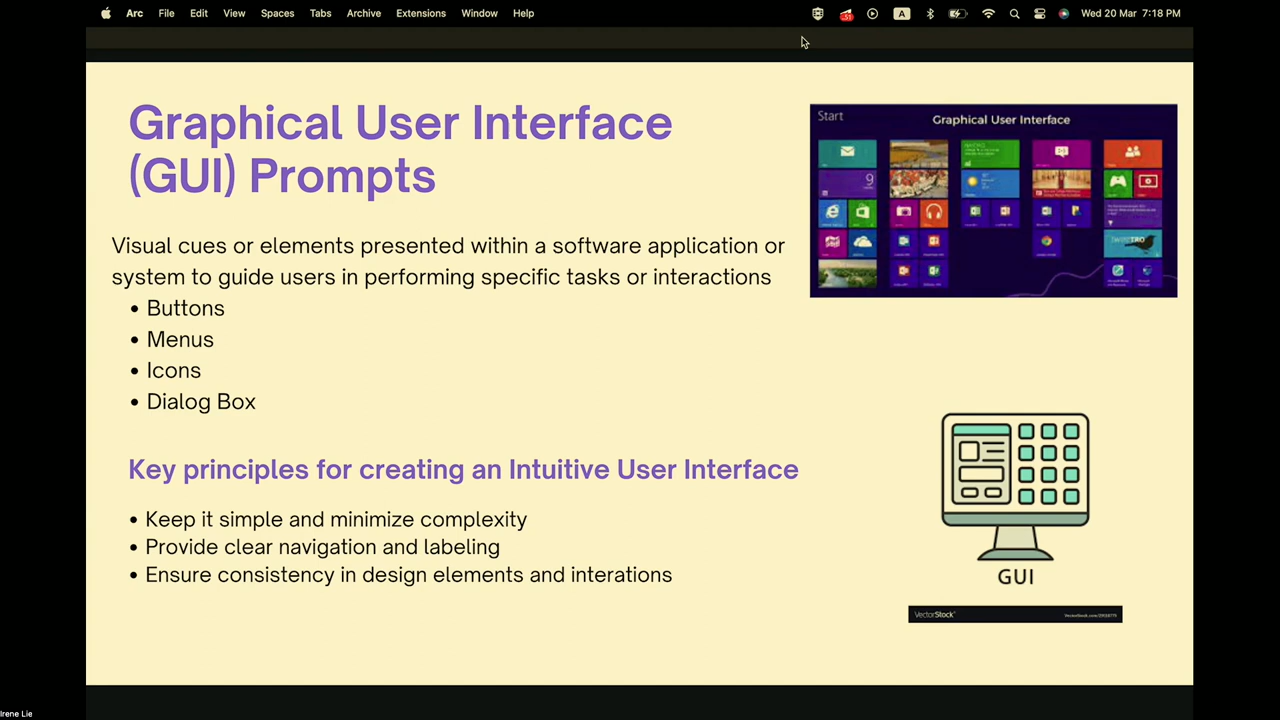 Arc File Edit View Spaces Tabs Archive Extensions Window Help
A
Wed 20 Mar 7:18 PM
Graphical User Interface
(GUI) Prompts
Visual cues or elements presented within a software application or
system to guide users in performing specific tasks or interactions
• Buttons
• Menus
• Icons
• Dialog Box
Key principles for creating an Intuitive User Interface
• Keep it simple and minimize complexity
• Provide clear navigation and labeling
• Ensure consistency in design elements and interations
Start
Graphical User Interface
9
GUI
VectorStock
Irene Lie